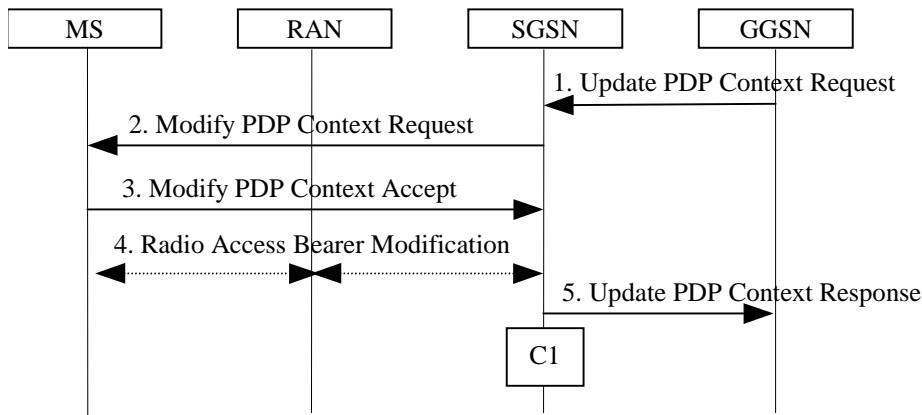 MS
RAN
SGSN
GGSN
1. Update PDP Context Request
2. Modify PDP Context Request
3. Modify PDP Context Accept
4. Radio Access Bearer Modification
5. Update PDP Context Response
C1